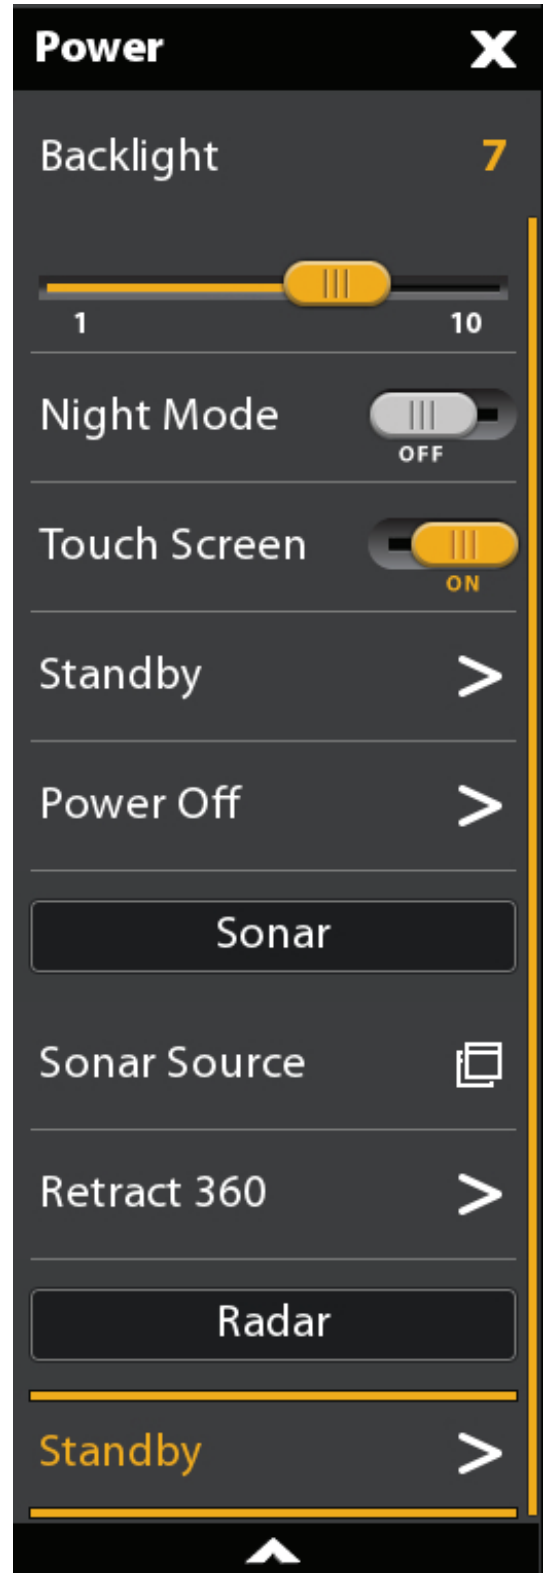 Power
Backlight 7
1 10
Night Mode
OFF
Touch Screen
ON
Standby
Power Off
Sonar
Sonar Source
Retract 360
Radar
Standby